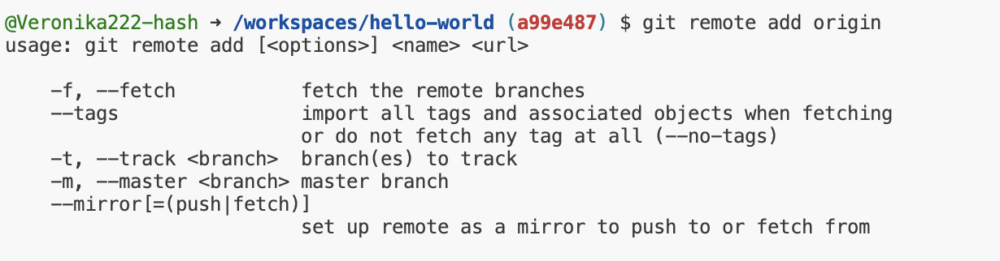 @Veronika222-hash → /workspaces/hello-world (a99e487) $ git remote add origin
usage: git remote add [<options>] <name> <url>

    -f, --fetch           fetch the remote branches
    --tags                import all tags and associated objects when fetching
                          or do not fetch any tag at all (--no-tags)
    -t, --track <branch>  branch(es) to track
    -m, --master <branch> master branch
    --mirror[=(push|fetch)]
                          set up remote as a mirror to push to or fetch from